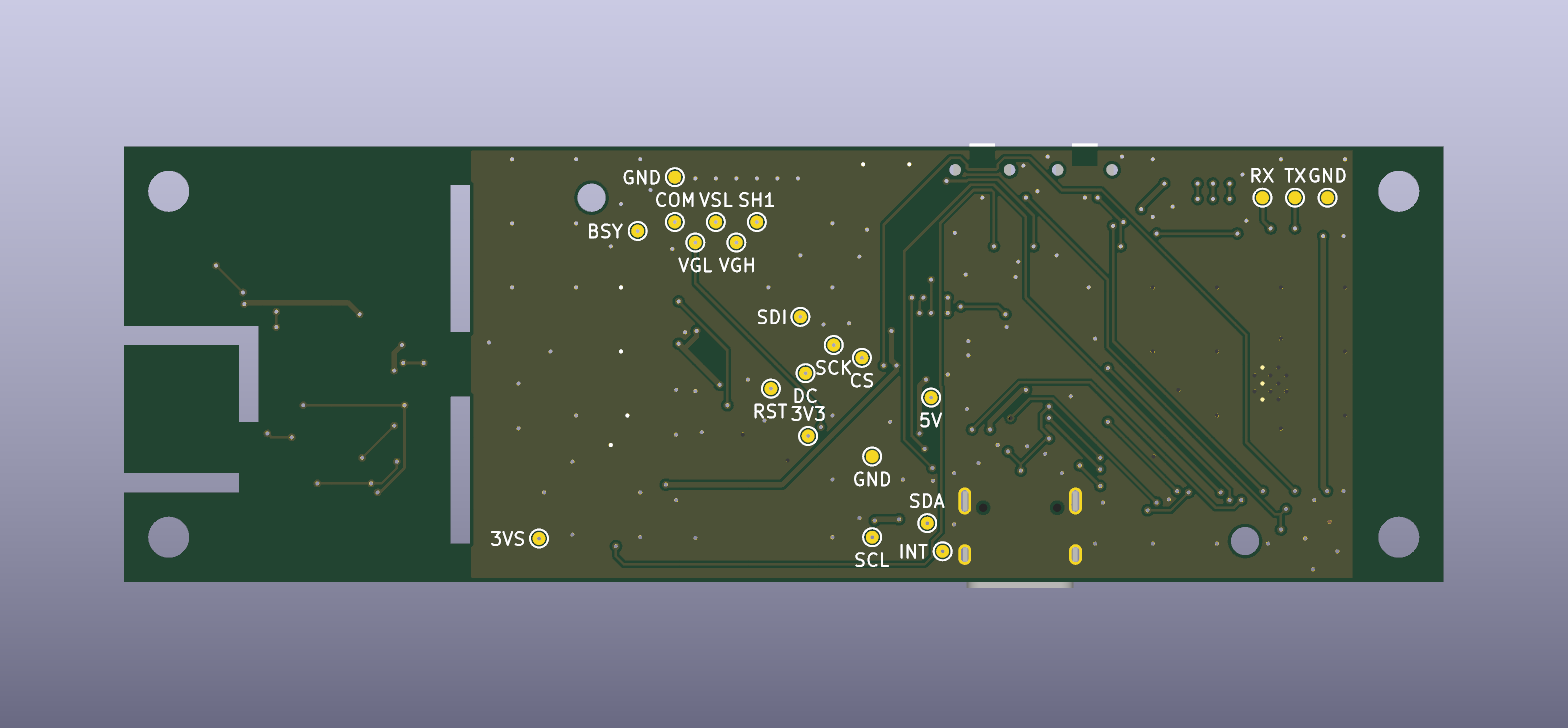 GND
RX TX GND
COM VSL SH1
BSY
VGL VGH
SDI
SCK
CS
DC
RST 3V3
5V
GND
SDA
3VS
INT
SCL